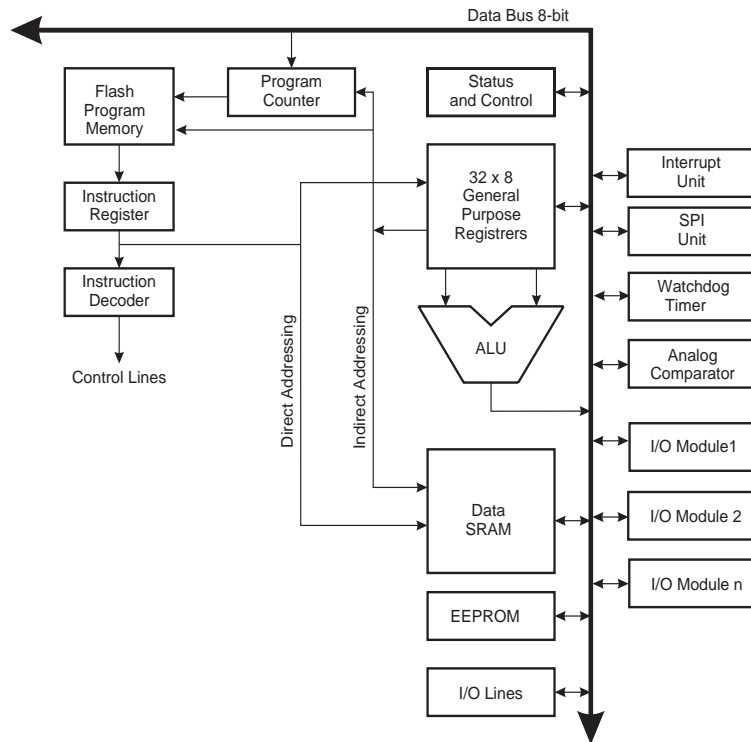 Data Bus 8-bit
Flash
Program
Memory
Program
Counter
Status
and Control
Interrupt
Unit
32 x 8
General
Purpose
Registrers
Instruction
Register
SPI
Unit
Instruction
Decoder
Watchdog
Timer
Direct Addressing
Indirect Addressing
ALU
Analog
Comparator
Control Lines
I/O Module1
Data
SRAM
I/O Module 2
I/O Module n
EEPROM
I/O Lines